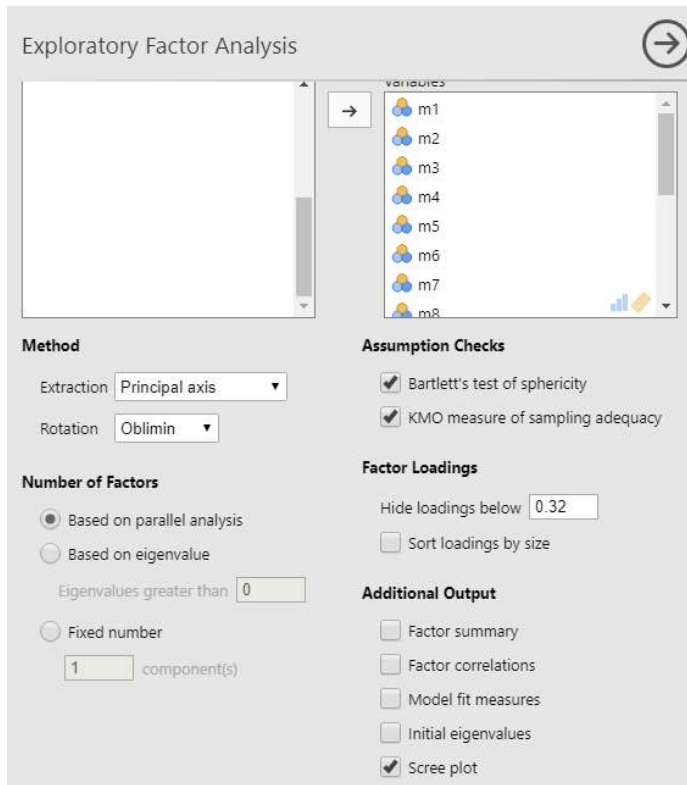 Exploratory Factor Analysis
Variables
m1
m2
m3
m4
m5
m6
m7
m8
Method
Extraction Principal axis
Rotation Oblimin
Number of Factors
Based on parallel analysis
Based on eigenvalue
Eigenvalues greater than 0
Fixed number
1 component(s)
Assumption Checks
Bartlett's test of sphericity
KMO measure of sampling adequacy
Factor Loadings
Hide loadings below 0.32
Sort loadings by size
Additional Output
Factor summary
Factor correlations
Model fit measures
Initial eigenvalues
Scree plot